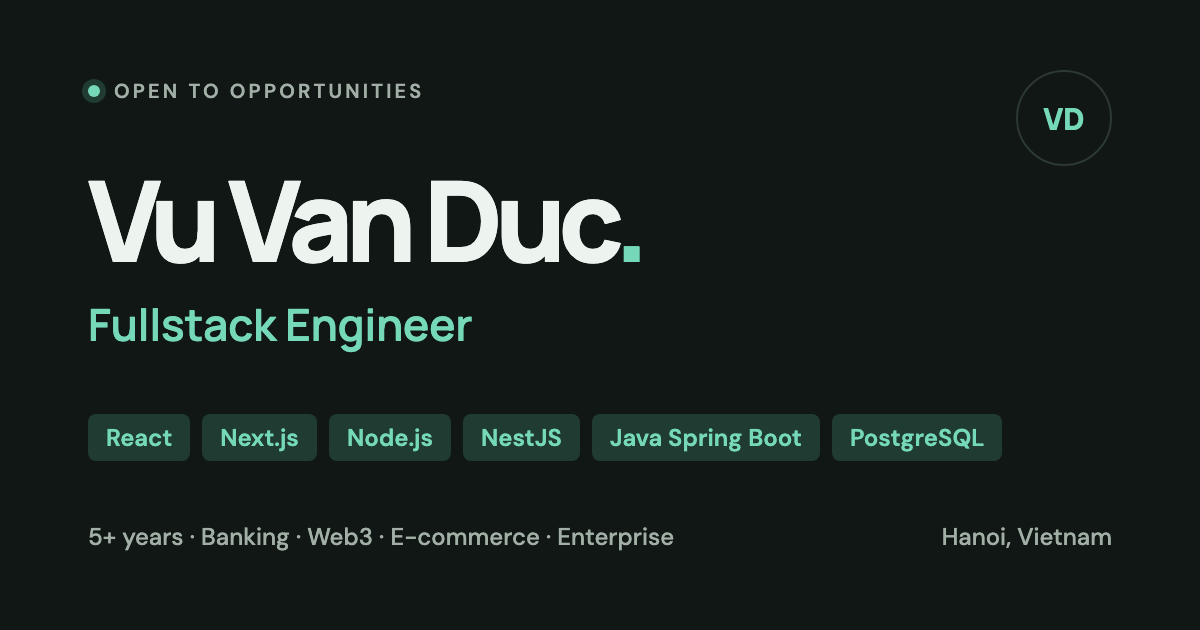 OPEN TO OPPORTUNITIES
VD
Vu Van Duc.
Fullstack Engineer
React Next.js Node.js NestJS Java Spring Boot PostgreSQL
5+ years · Banking · Web3 · E-commerce · Enterprise
Hanoi, Vietnam